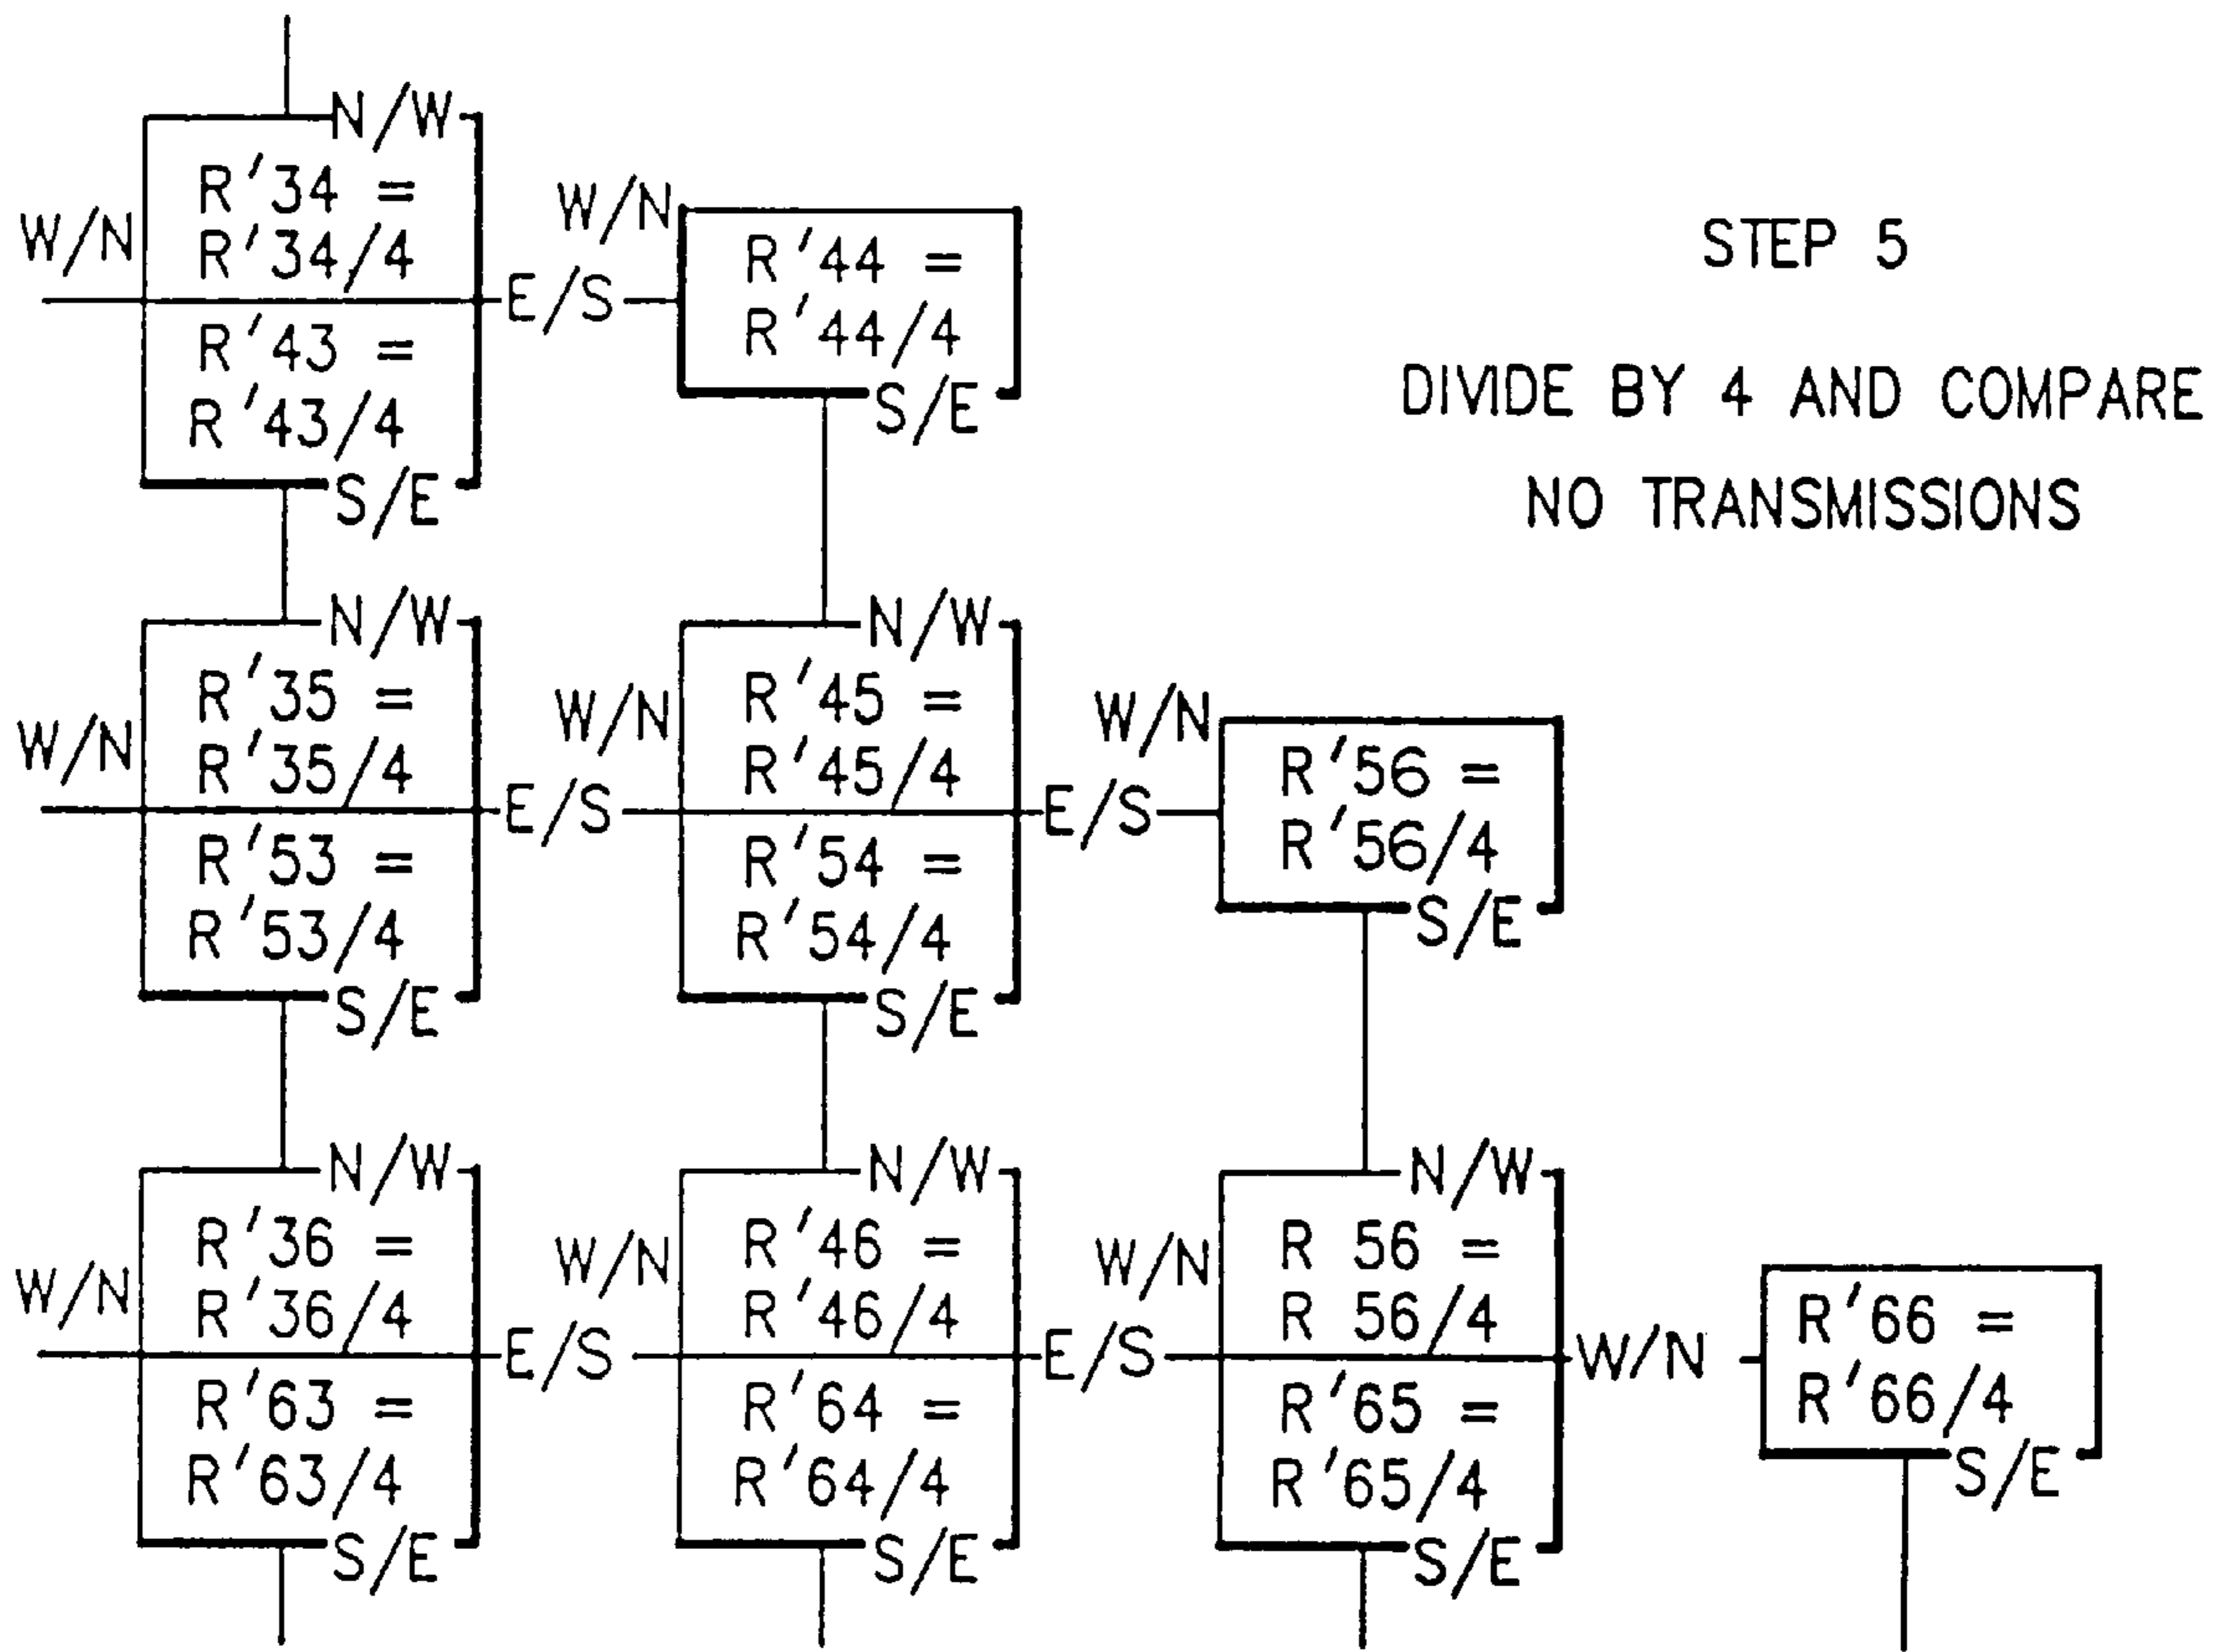 N/W
R'34 =
R'34/4
W/N
R'43 =
R'43/4
E/S
S/E
W/N
R'44 =
R'44/4
S/E
STEP 5
DIVIDE BY 4 AND COMPARE
NO TRANSMISSIONS
N/W
R'35 =
R'35/4
W/N
R'53 =
R'53/4
E/S
S/E
N/W
W/N
R'45 =
R'45/4
R'54 =
R'54/4
E/S
S/E
W/N
R'56 =
R'56/4
S/E
N/W
R'36 =
R'36/4
W/N
R'63 =
R'63/4
E/S
S/E
N/W
W/N
R'46 =
R'46/4
R'64 =
R'64/4
E/S
S/E
N/W
W/N
R 56 =
R 56/4
R'65 =
R'65/4
S/E
W/N
R'66 =
R'66/4
S/E